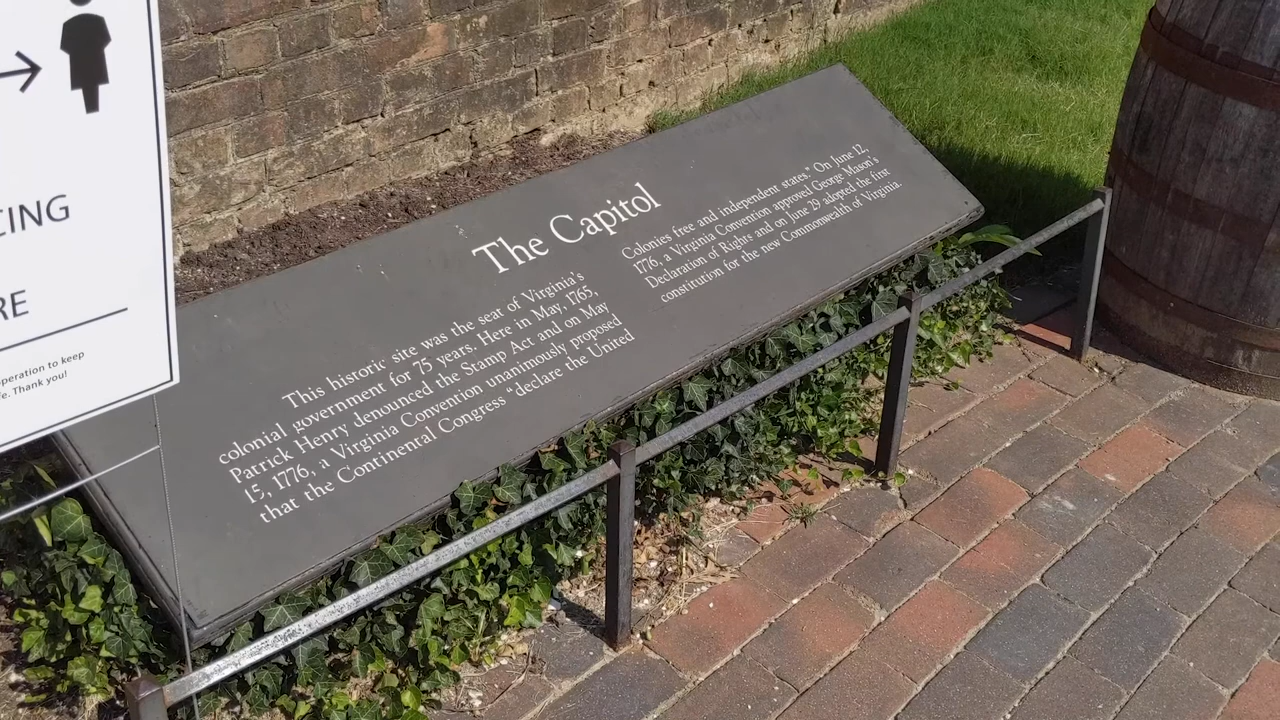 CING
RE
peration to keep
fe. Thank you!
The Capitol
This historic site was the seat of Virginia's
colonial government for 75 years. Here in May, 1765,
Patrick Henry denounced the Stamp Act and on May
15, 1776, a Virginia Convention unanimously proposed
that the Continental Congress "declare the United
Colonies free and independent states." On June 12,
1776, a Virginia Convention approved George Mason's
Declaration of Rights and on June 29 adopted the first
constitution for the new Commonwealth of Virginia.